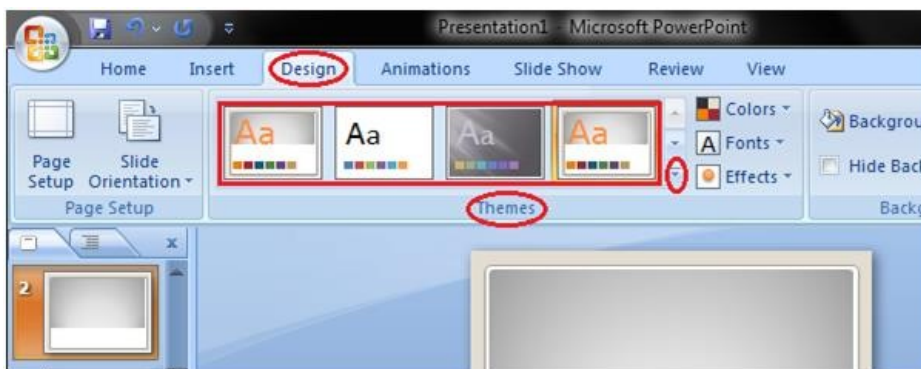 Presentation1 - Microsoft PowerPoint
Home Insert Design Animations Slide Show Review View
Aa Aa Aa Aa
Page Setup
Slide Orientation
Colors
A Fonts
Effects
Hide
Page Setup
Themes
2